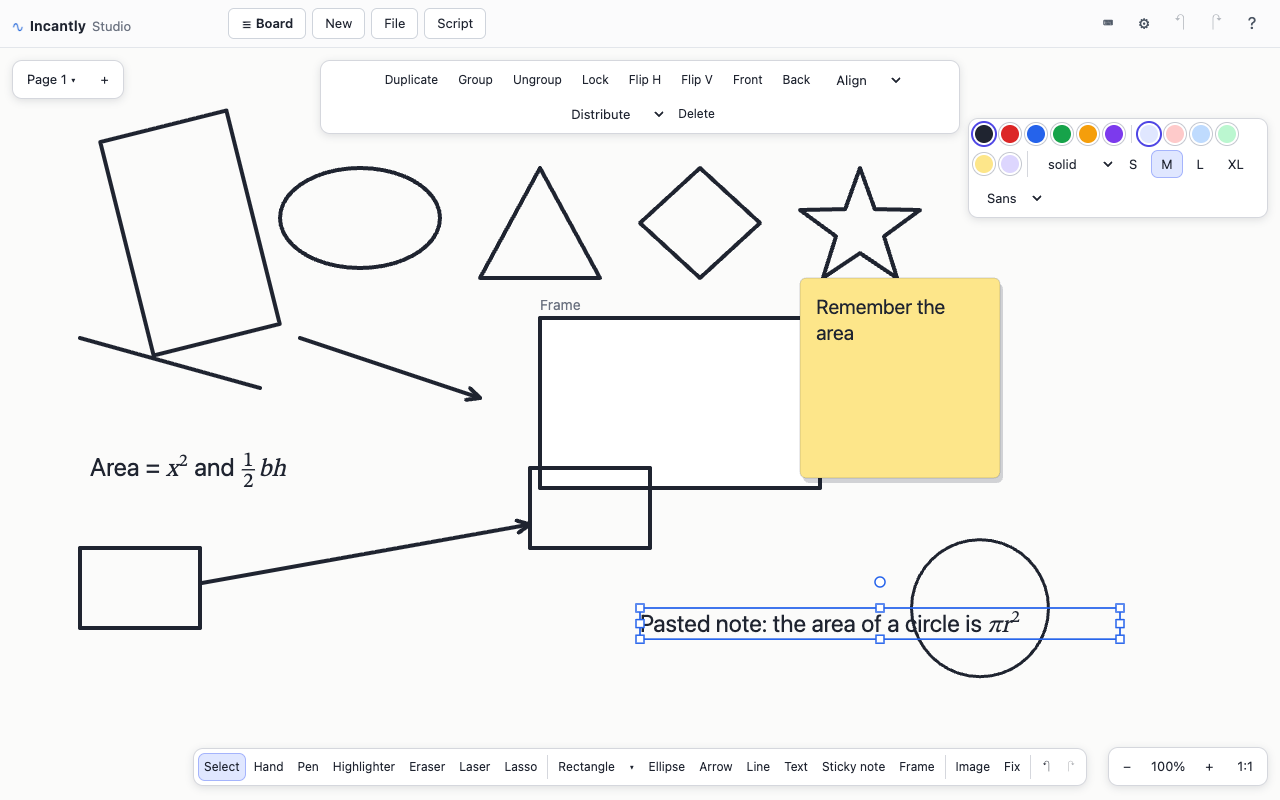 Incantly Studio
≡ Board New File Script
?
Page 1 +
Duplicate Group Ungroup Lock Flip H Flip V Front Back Align
Distribute Delete
solid S M L XL
Sans
Frame
Remember the
area
Area = x² and ½ bh
Pasted note: the area of a circle is πr²
Select Hand Pen Highlighter Eraser Laser Lasso Rectangle Ellipse Arrow Line Text Sticky note Frame Image Fix
− 100% + 1:1